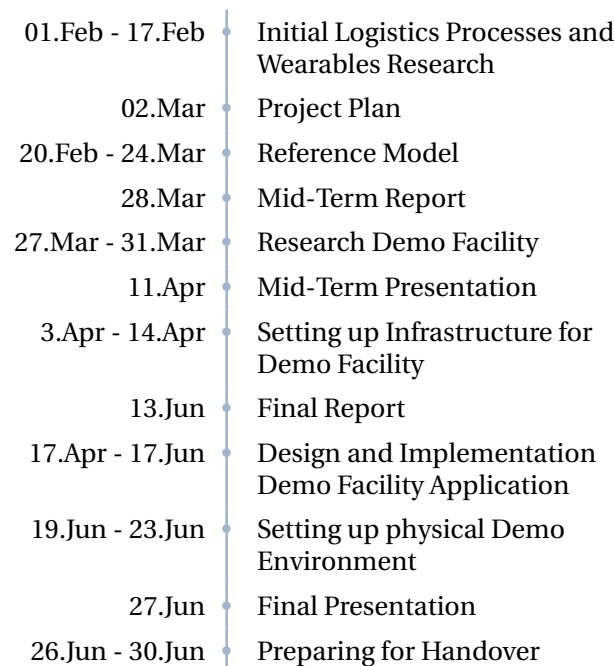 01.Feb - 17.Feb Initial Logistics Processes and
Wearables Research
02.Mar Project Plan
20.Feb - 24.Mar Reference Model
28.Mar Mid-Term Report
27.Mar - 31.Mar Research Demo Facility
11.Apr Mid-Term Presentation
3.Apr - 14.Apr Setting up Infrastructure for
Demo Facility
13.Jun Final Report
17.Apr - 17.Jun Design and Implementation
Demo Facility Application
19.Jun - 23.Jun Setting up physical Demo
Environment
27.Jun Final Presentation
26.Jun - 30.Jun Preparing for Handover